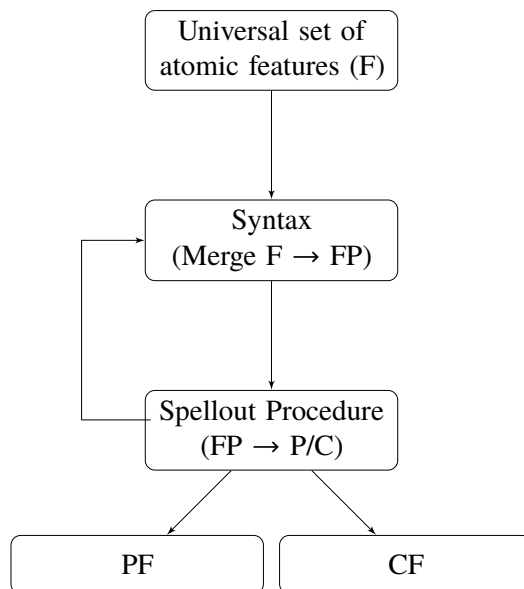 Universal set of
atomic features (F)
Syntax
(Merge F → FP)
Spellout Procedure
(FP → P/C)
PF
CF